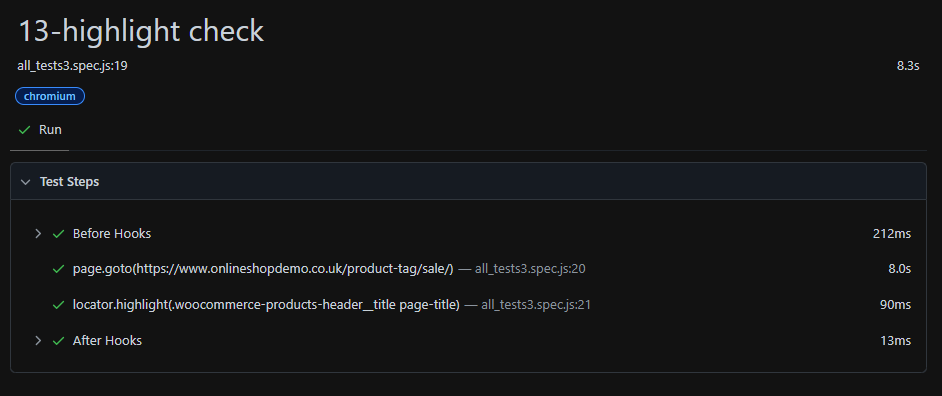 13-highlight check
all_tests3.spec.js:19 8.3s
chromium
Run
Test Steps
Before Hooks 212ms
page.goto(https://www.onlineshopdemo.co.uk/product-tag/sale/) — all_tests3.spec.js:20 8.0s
locator.highlight(.woocommerce-products-header__title page-title) — all_tests3.spec.js:21 90ms
After Hooks 13ms